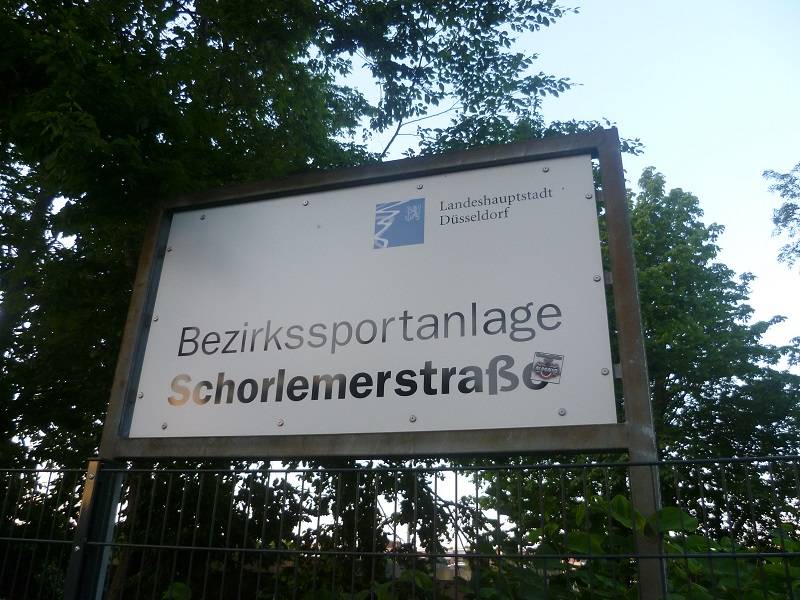 Landeshauptstadt
Düsseldorf
Bezirkssportanlage
Schorlemerstraße